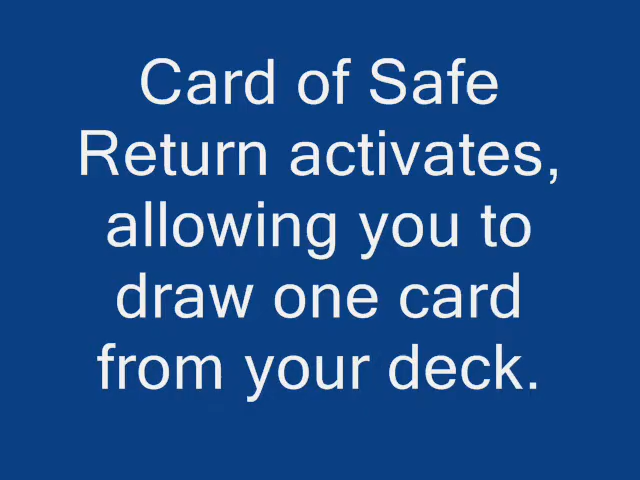 Card of Safe
Return activates,
allowing you to
draw one card
from your deck.